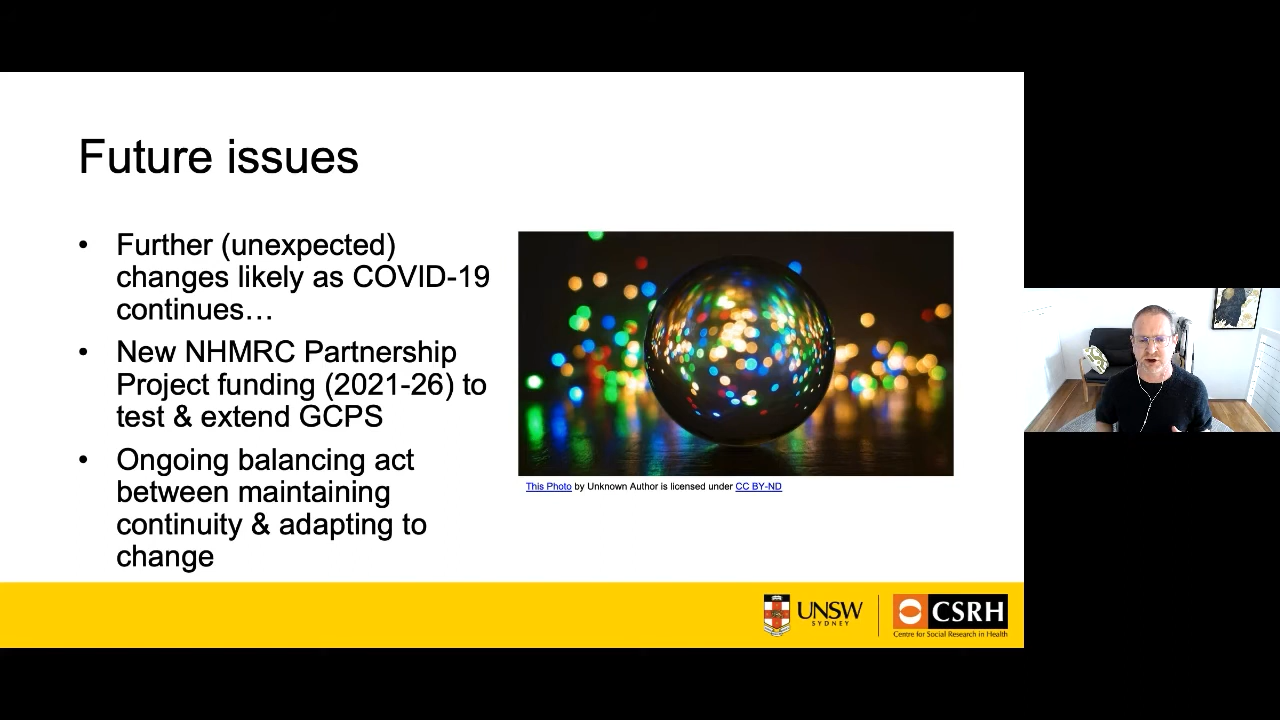 Future issues
• Further (unexpected)
changes likely as COVID-19
continues…
• New NHMRC Partnership
Project funding (2021-26) to
test & extend GCPS
• Ongoing balancing act
between maintaining
continuity & adapting to
change
This Photo by Unknown Author is licensed under CC BY-ND
UNSW
SYDNEY
CSRH
Centre for Social Research in Health